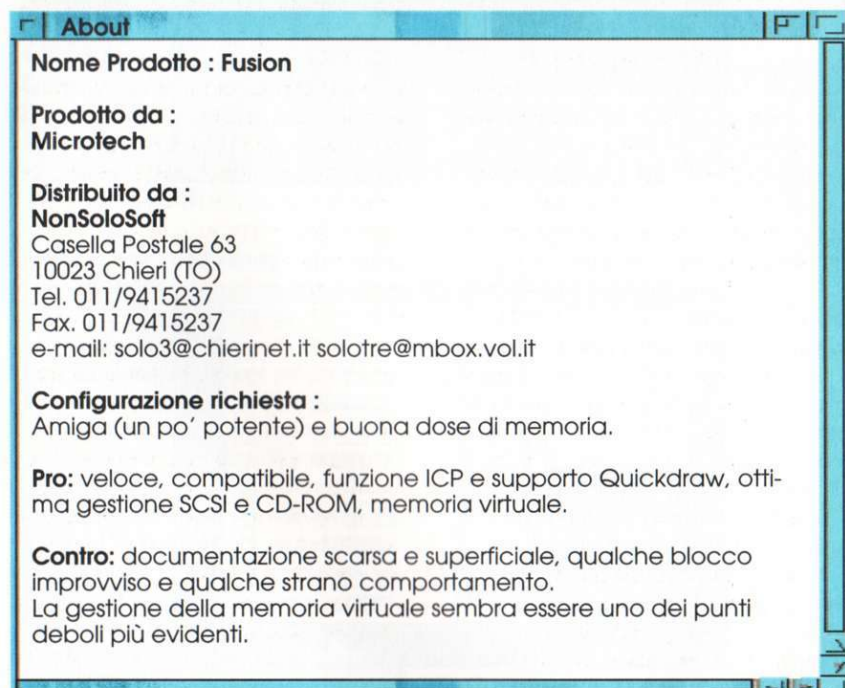 About
Nome Prodotto : Fusion
Prodotto da :
Microtech
Distribuito da :
NonSoloSoft
Casella Postale 63
10023 Chieri (TO)
Tel. 011/9415237
Fax. 011/9415237
e-mail: solo3@chierinet.it solotre@mbox.vol.it
Configurazione richiesta :
Amiga (un po' potente) e buona dose di memoria.
Pro: veloce, compatibile, funzione ICP e supporto Quickdraw, otti-
ma gestione SCSI e CD-ROM, memoria virtuale.
Contro: documentazione scarsa e superficiale, qualche blocco
improvviso e qualche strano comportamento.
La gestione della memoria virtuale sembra essere uno dei punti
deboli più evidenti.